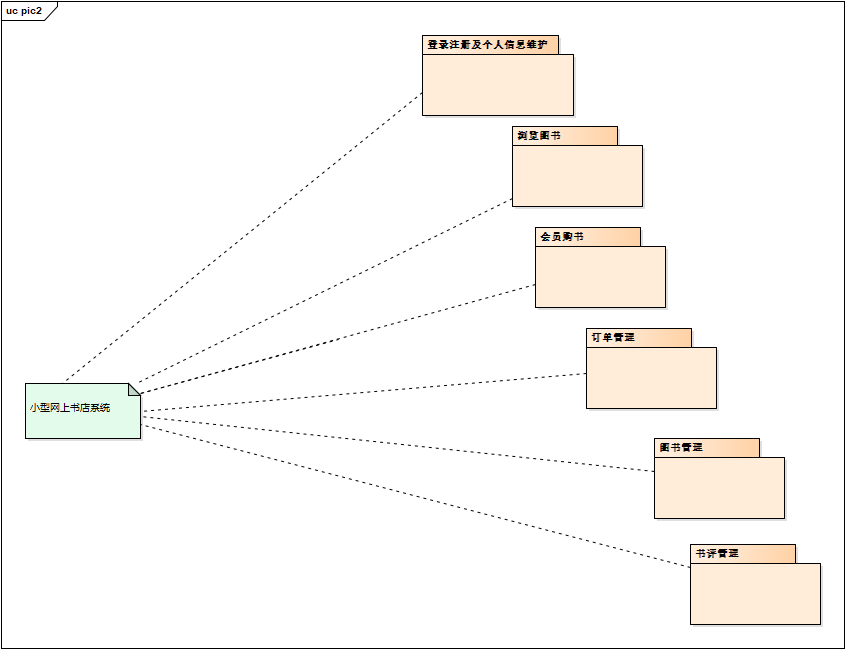 uc pic2
登录注册及个人信息维护
浏览图书
会员购书
订单管理
小型网上书店系统
图书管理
书评管理